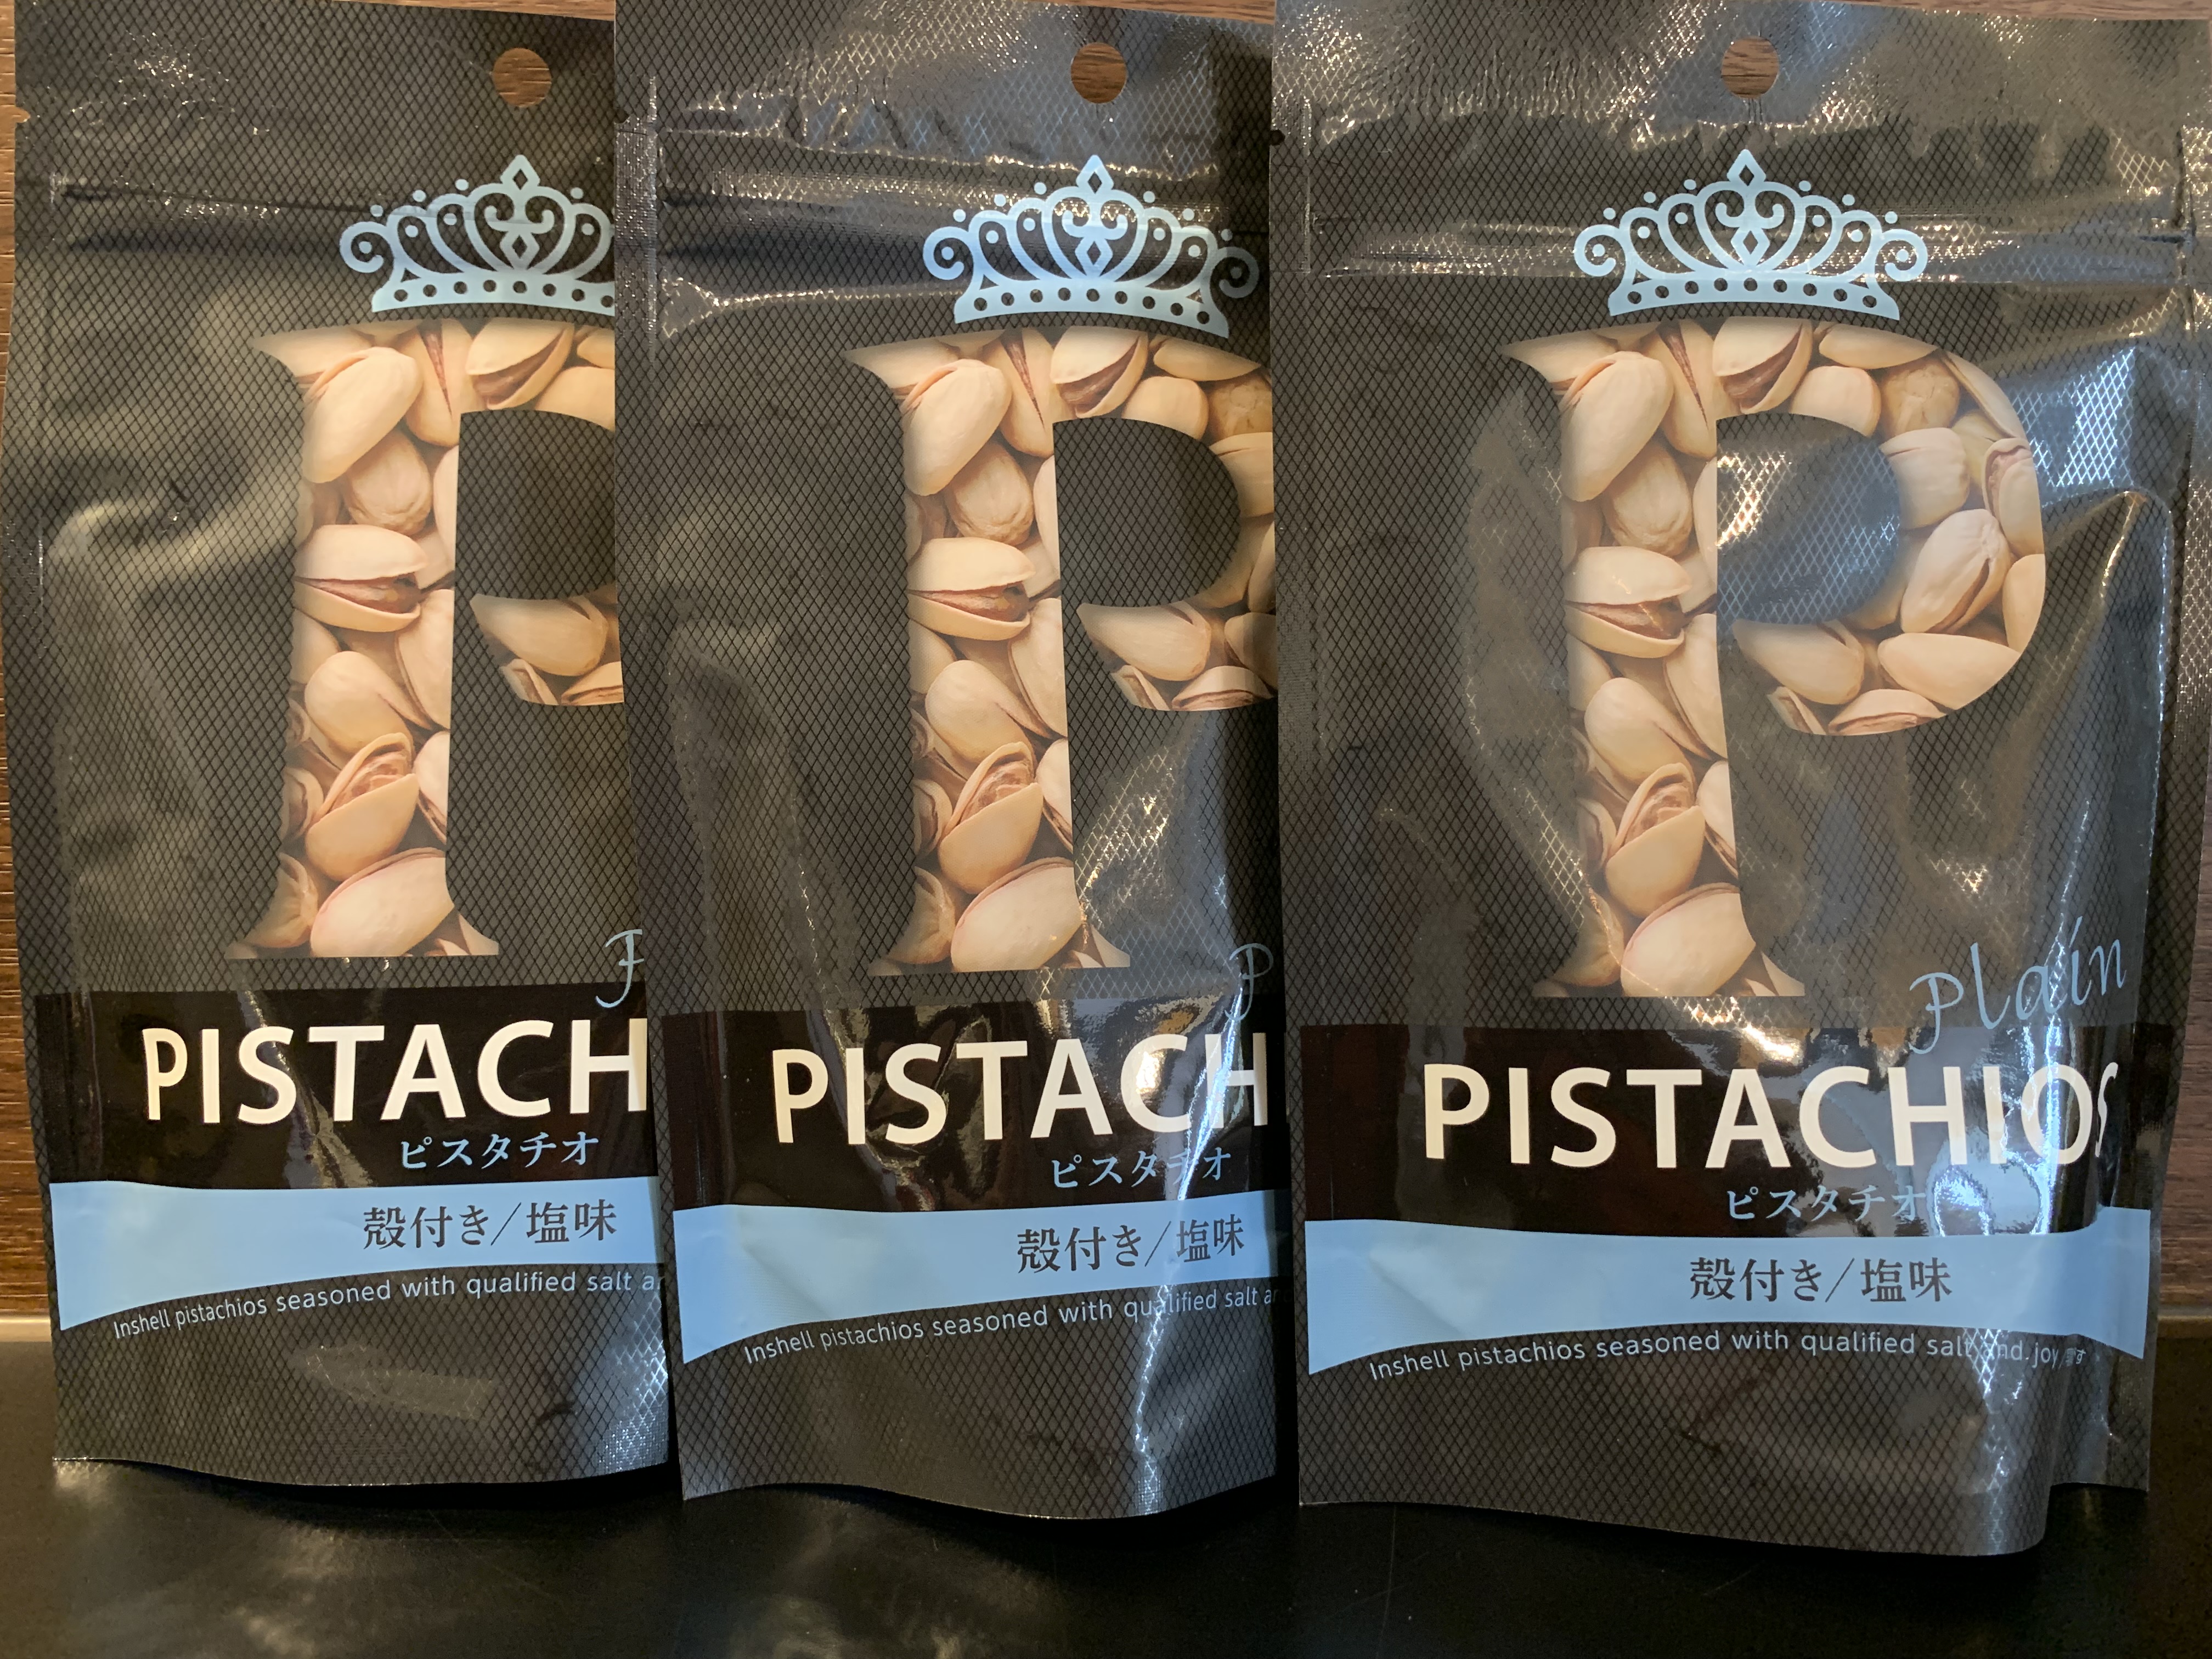 PISTACH
ピスタチオ
殻付き/塩味
Inshell pistachios seasoned with qualified salt
P
PISTACH
ピスタチオ
殻付き/塩味
Inshell pistachios seasoned with qualified salt
P
Plain
PISTACHIOS
ピスタチオ
殻付き/塩味
Inshell pistachios seasoned with qualified salt and joy